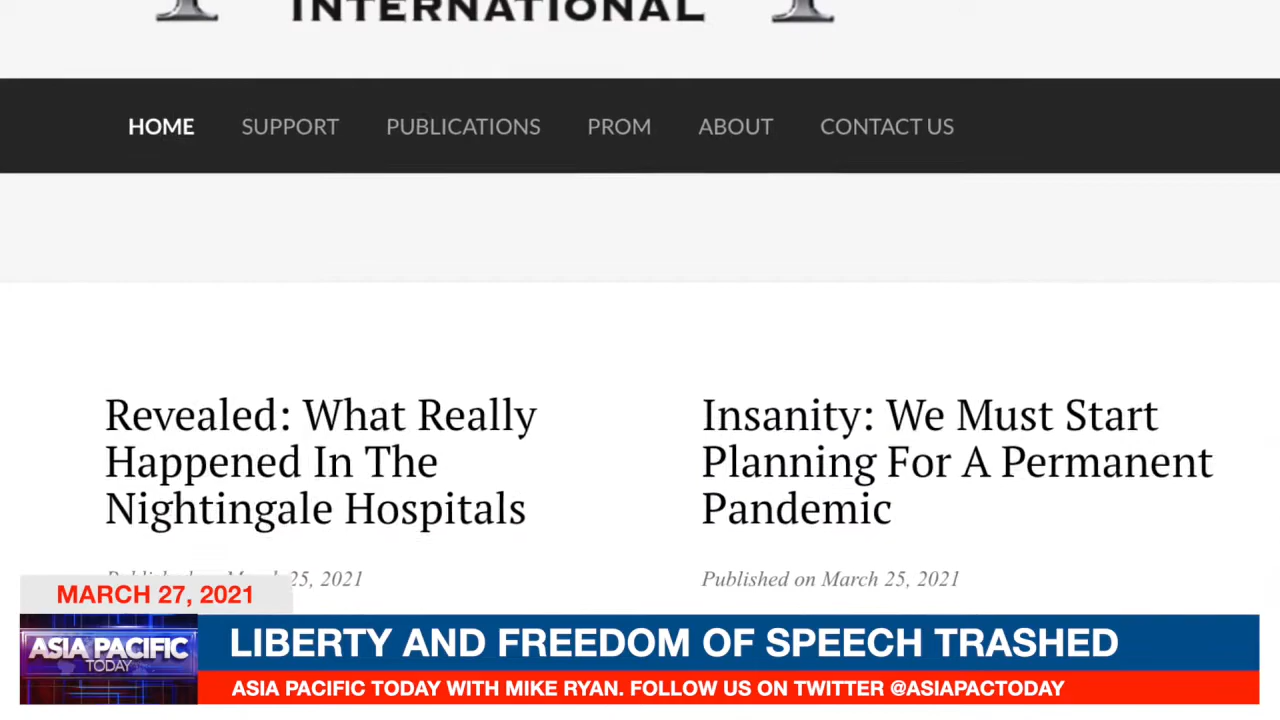 INTERNATIONAL
HOME SUPPORT PUBLICATIONS PROM ABOUT CONTACT US
Revealed: What Really
Happened In The
Nightingale Hospitals
Insanity: We Must Start
Planning For A Permanent
Pandemic
25, 2021
Published on March 25, 2021
MARCH 27, 2021
ASIA PACIFIC
TODAY
LIBERTY AND FREEDOM OF SPEECH TRASHED
ASIA PACIFIC TODAY WITH MIKE RYAN. FOLLOW US ON TWITTER @ASIAPACTODAY